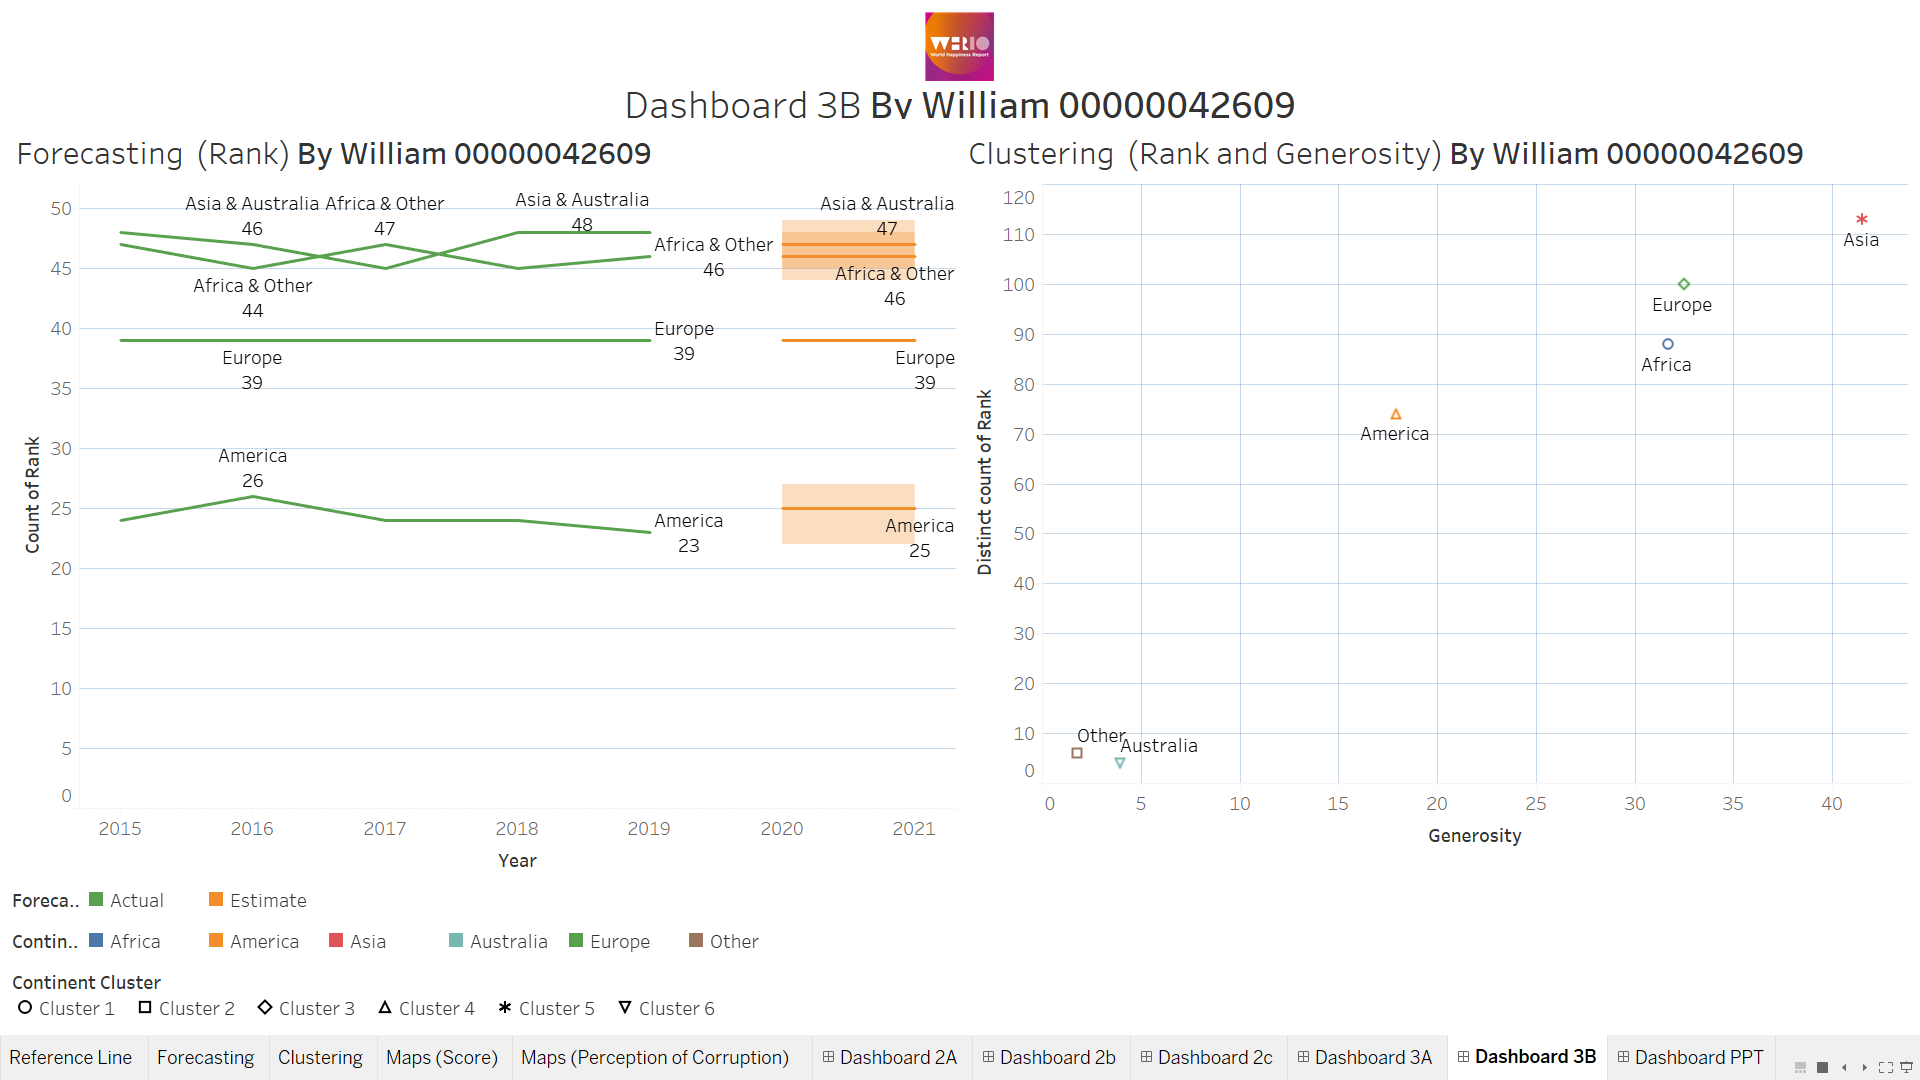 WHRIO
World Happiness Report
Dashboard 3B By William 00000042609
Forecasting (Rank) By William 00000042609
Count of Rank
50
45
40
35
30
25
20
15
10
5
0
Asia & Australia
46
Africa & Other
47
Asia & Australia
48
Africa & Other
46
Asia & Australia
47
Africa & Other
46
Africa & Other
44
Europe
39
Europe
39
Europe
39
America
26
America
23
America
25
2015 2016 2017 2018 2019 2020 2021
Year
Clustering (Rank and Generosity) By William 00000042609
Distinct count of Rank
120
110
100
90
80
70
60
50
40
30
20
10
0
Asia
Europe
Africa
America
Other
Australia
0 5 10 15 20 25 30 35 40
Generosity
Foreca.. Actual Estimate
Contin.. Africa America Asia Australia Europe Other
Continent Cluster
Cluster 1 Cluster 2 Cluster 3 Cluster 4 Cluster 5 Cluster 6
Reference Line Forecasting Clustering Maps (Score) Maps (Perception of Corruption) Dashboard 2A Dashboard 2b Dashboard 2c Dashboard 3A Dashboard 3B Dashboard PPT